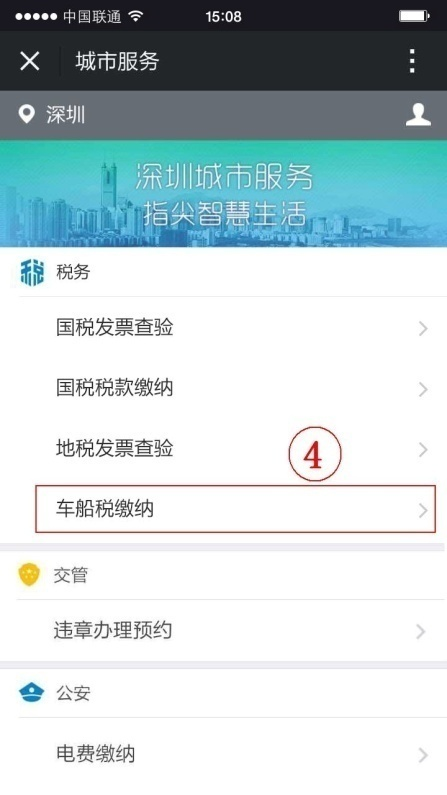 中国联通
15:08
城市服务
深圳
深圳城市服务
指尖智慧生活
税
税务
国税发票查验
国税税款缴纳
地税发票查验
4
车船税缴纳
交管
违章办理预约
公安
电费缴纳